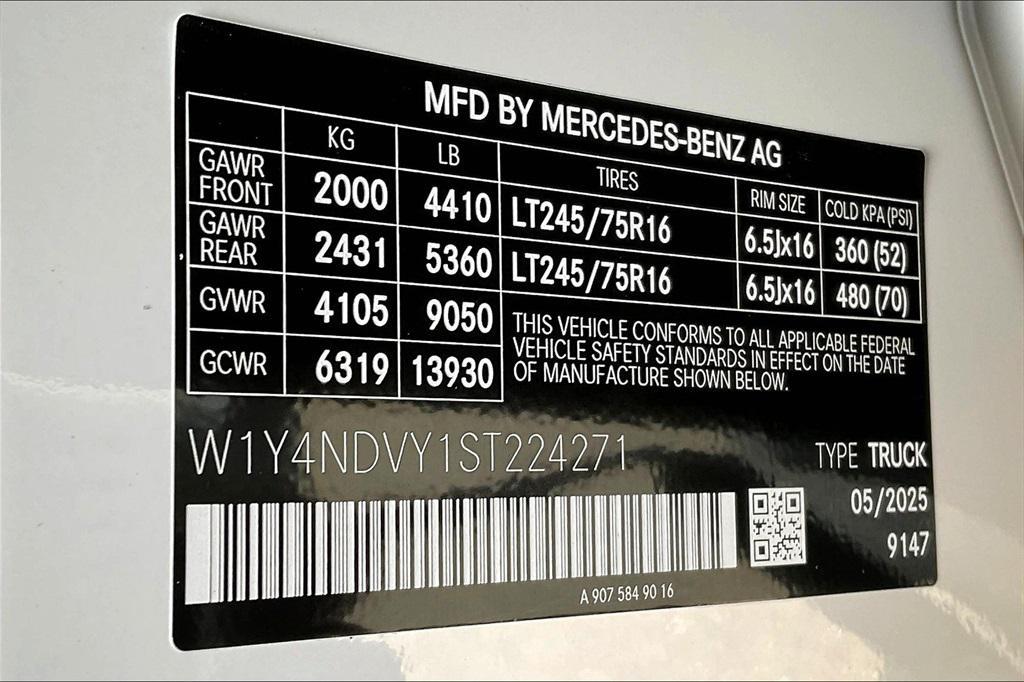 MFD BY MERCEDES-BENZ AG
KG LB TIRES RIM SIZE COLD KPA (PSI)
GAWR FRONT 2000 4410 LT245/75R16 6.5Jx16 360 (52)
GAWR REAR 2431 5360 LT245/75R16 6.5Jx16 480 (70)
GVWR 4105 9050
GCWR 6319 13930
THIS VEHICLE CONFORMS TO ALL APPLICABLE FEDERAL
VEHICLE SAFETY STANDARDS IN EFFECT ON THE DATE
OF MANUFACTURE SHOWN BELOW.
W1Y4NDVY1ST224271
TYPE TRUCK
05/2025
9147
A 907 584 90 16